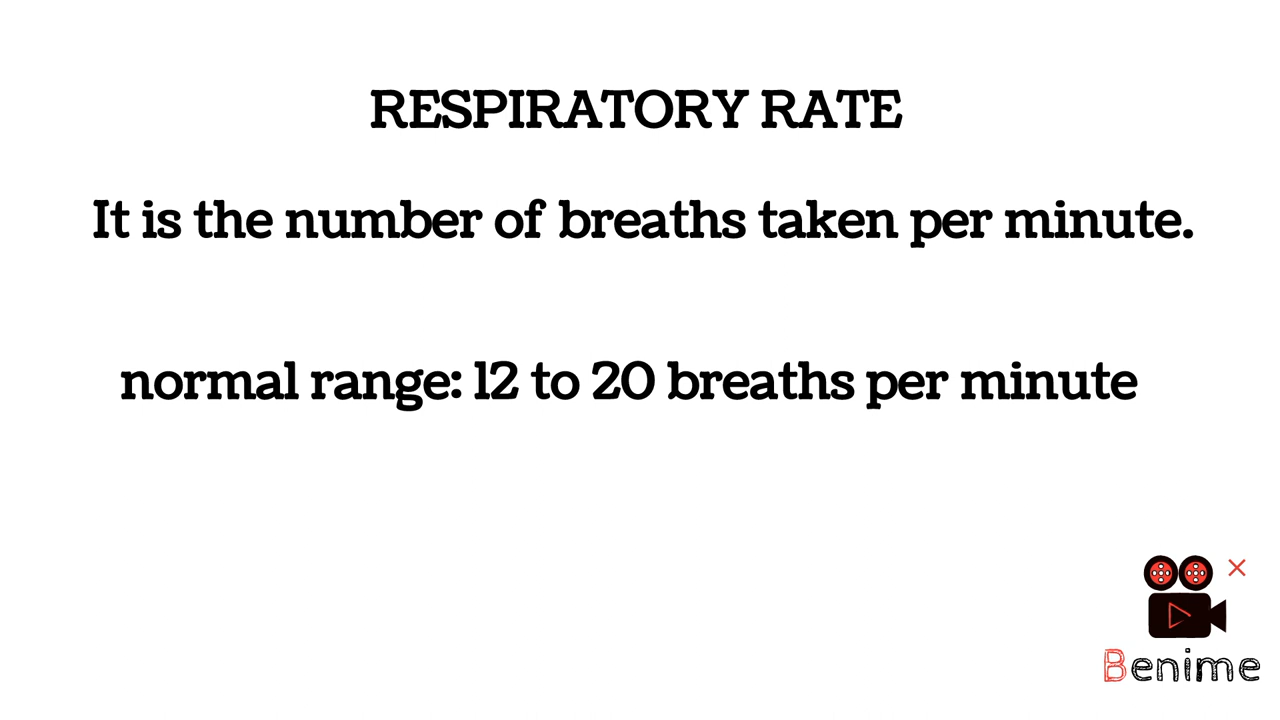 RESPIRATORY RATE
It is the number of breaths taken per minute.
normal range: 12 to 20 breaths per minute
Benime